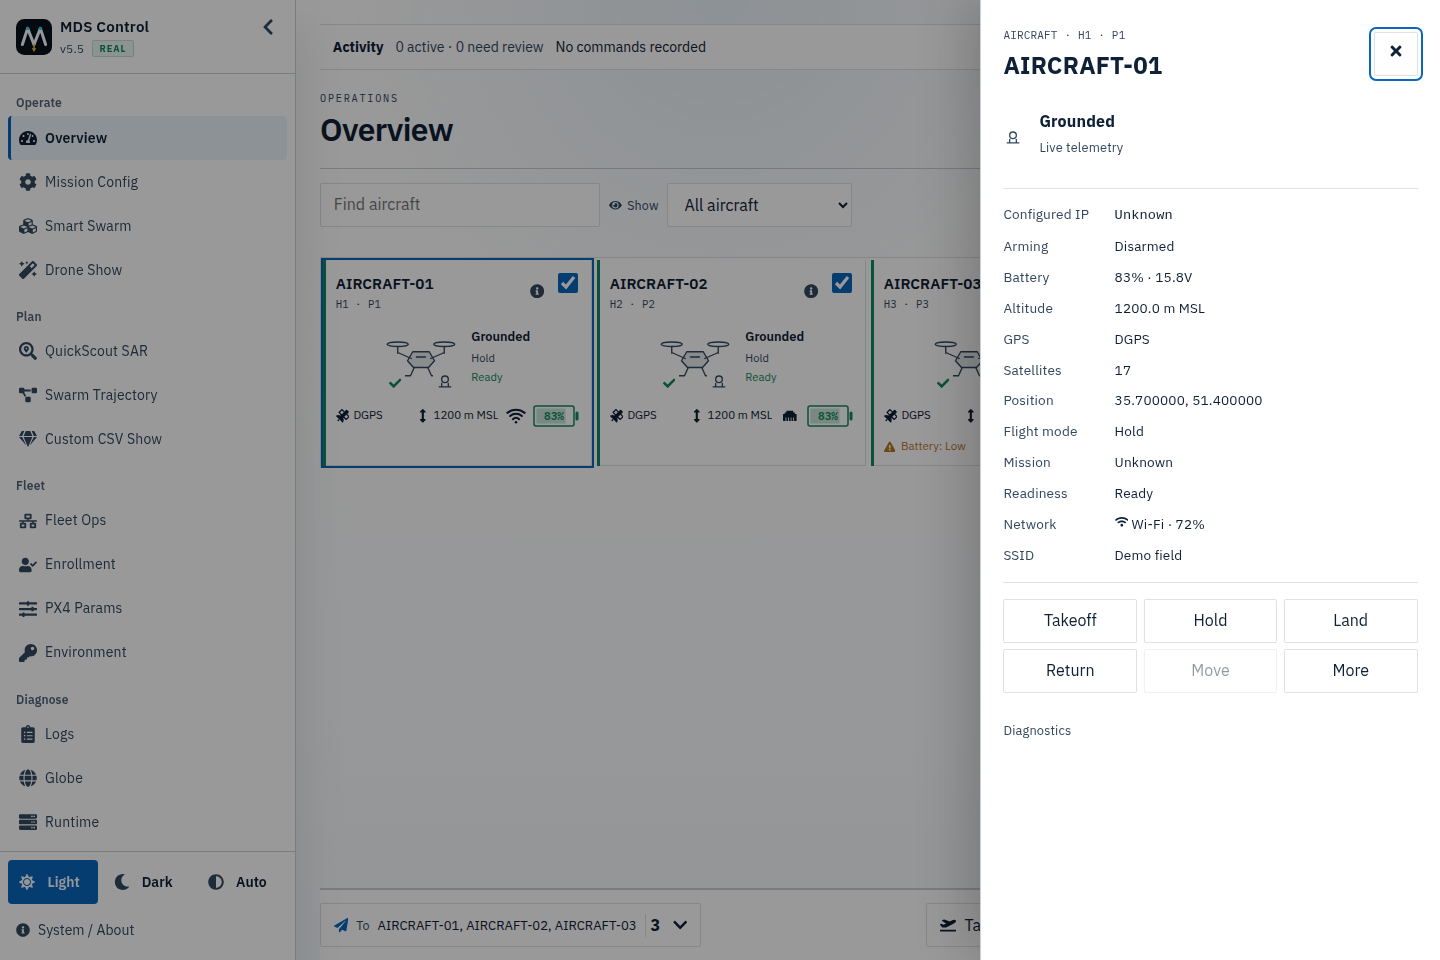 MDS Control
v5.5 REAL
Operate
Overview
Mission Config
Smart Swarm
Drone Show
Plan
QuickScout SAR
Swarm Trajectory
Custom CSV Show
Fleet
Fleet Ops
Enrollment
PX4 Params
Environment
Diagnose
Logs
Globe
Runtime
Light Dark Auto
System / About
Activity 0 active · 0 need review No commands recorded
OPERATIONS
Overview
Find aircraft Show All aircraft
AIRCRAFT-01
H1 · P1
Grounded
Hold
Ready
DGPS 1200 m MSL 83%
AIRCRAFT-02
H2 · P2
Grounded
Hold
Ready
DGPS 1200 m MSL 83%
AIRCRAFT-03
H3 · P3
DGPS
Battery: Low
To AIRCRAFT-01, AIRCRAFT-02, AIRCRAFT-03 3
Ta
AIRCRAFT · H1 · P1
AIRCRAFT-01
Grounded
Live telemetry
Configured IP Unknown
Arming Disarmed
Battery 83% · 15.8V
Altitude 1200.0 m MSL
GPS DGPS
Satellites 17
Position 35.700000, 51.400000
Flight mode Hold
Mission Unknown
Readiness Ready
Network Wi-Fi · 72%
SSID Demo field
Takeoff Hold Land
Return Move More
Diagnostics